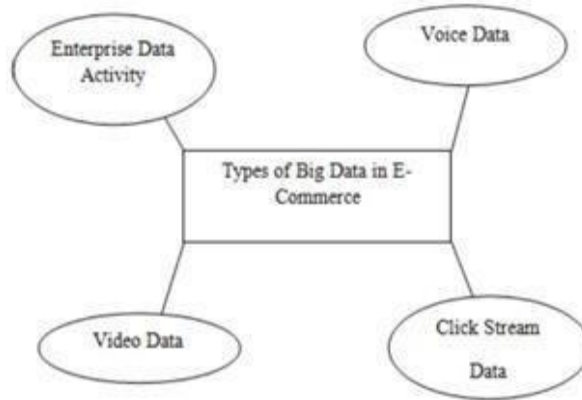 Enterprise Data
Activity
Voice Data
Types of Big Data in E-
Commerce
Video Data
Click Stream
Data